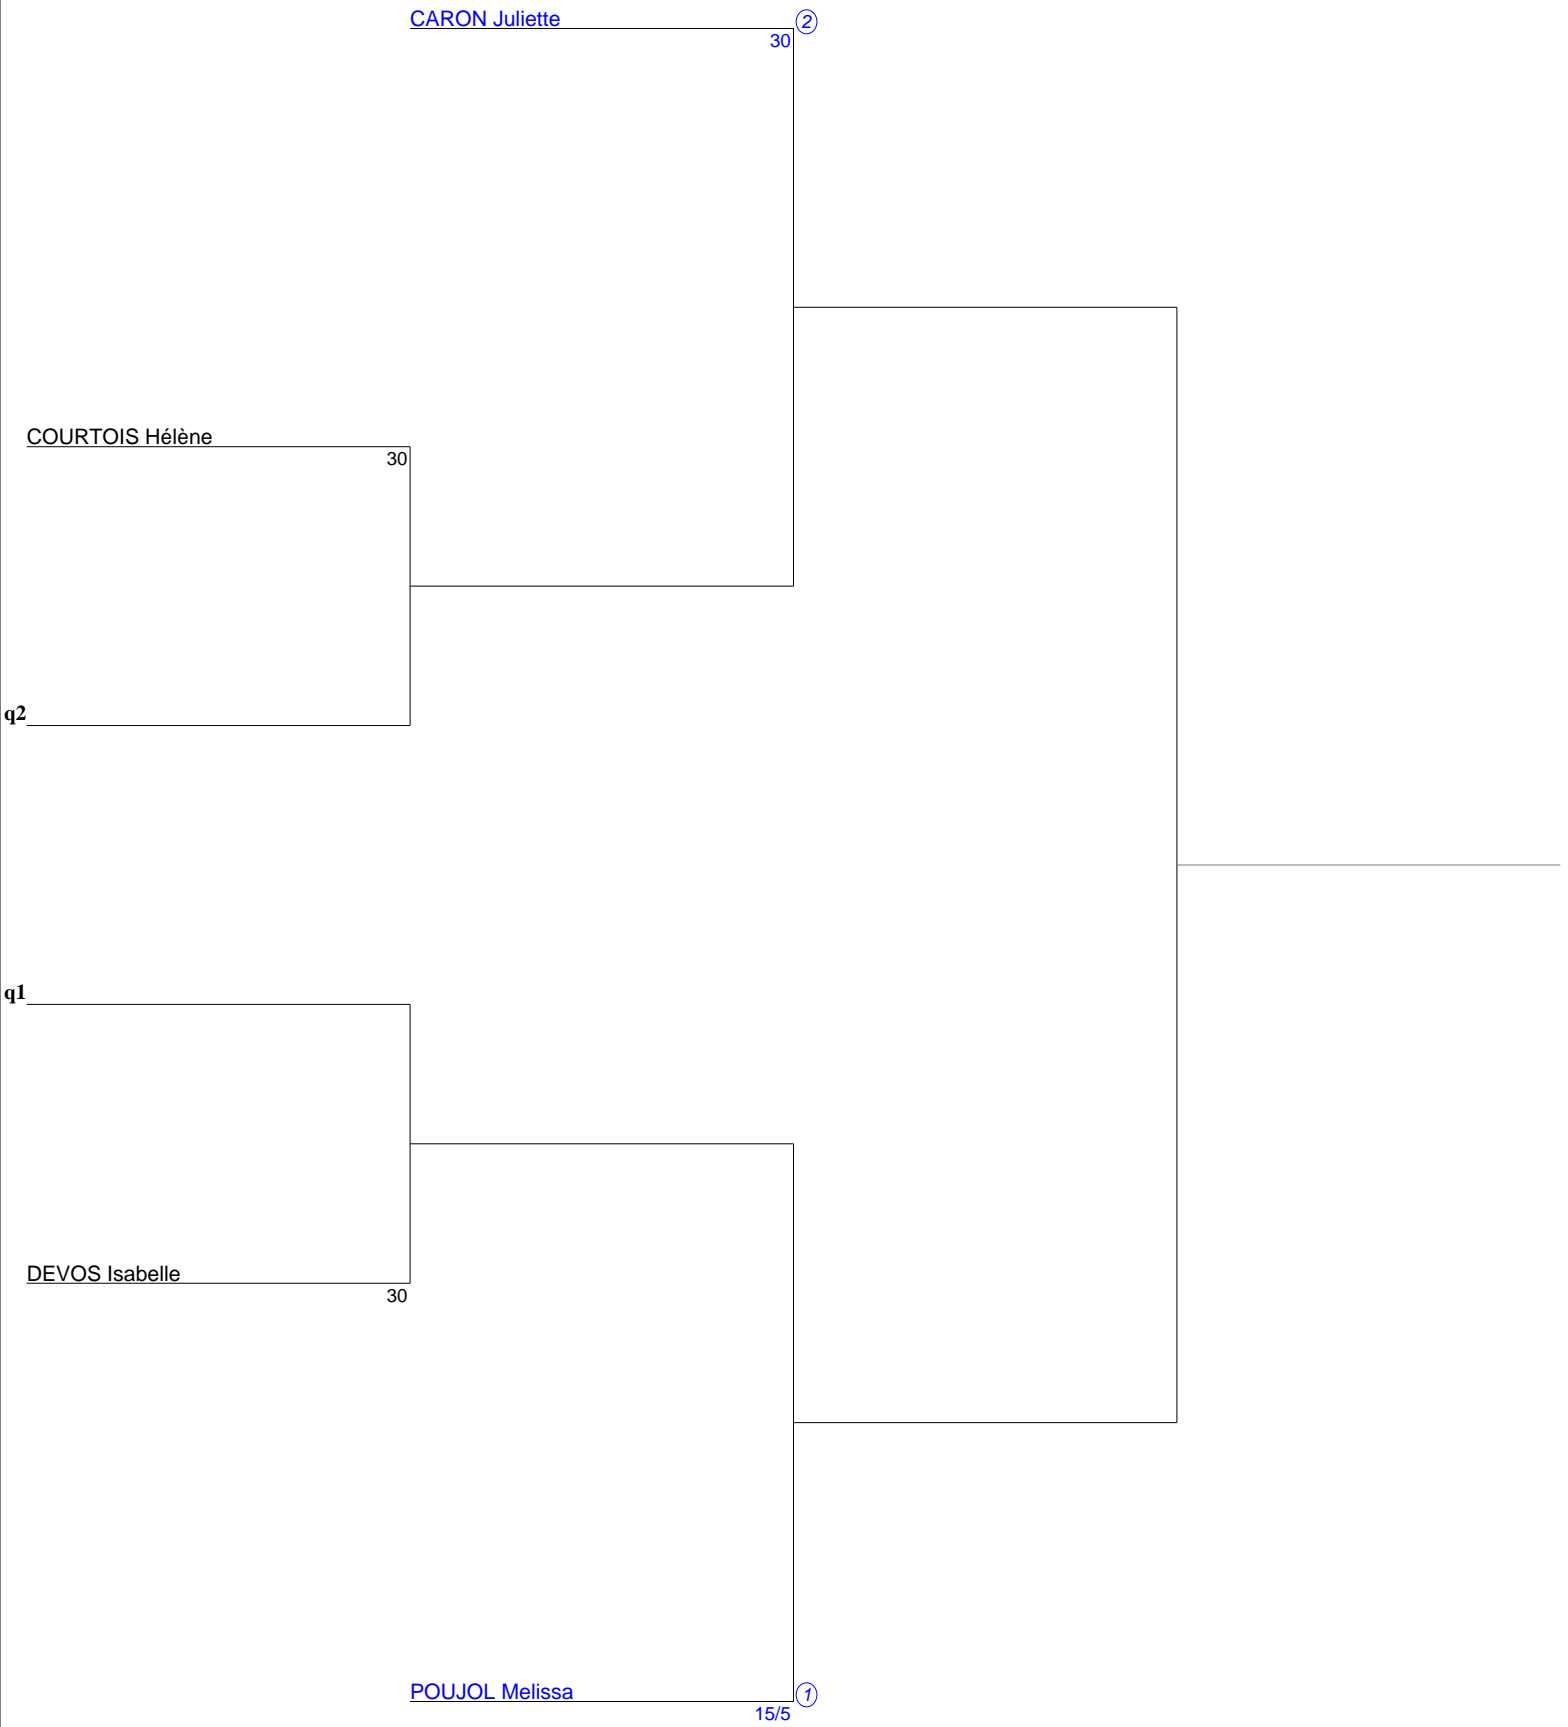 CARON Juliette
2
30
COURTOIS Hélène
30
q2
q1
DEVOS Isabelle
30
POUJOL Melissa
1
15/5